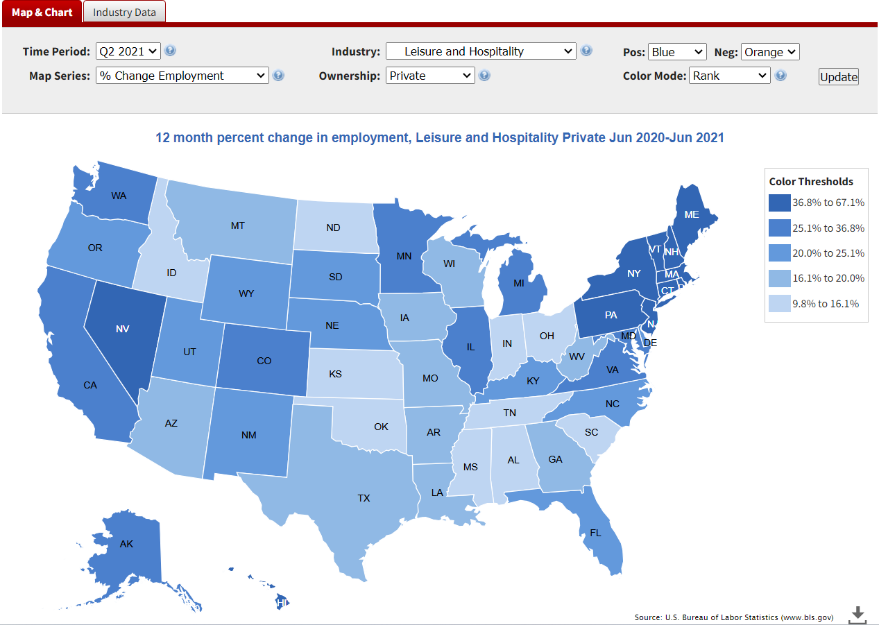 Map & Chart Industry Data
Time Period: Q2 2021 Industry: Leisure and Hospitality Pos: Blue Neg: Orange
Map Series: % Change Employment Ownership: Private Color Mode: Rank Update
12 month percent change in employment, Leisure and Hospitality Private Jun 2020-Jun 2021
Color Thresholds
36.8% to 67.1%
25.1% to 36.8%
20.0% to 25.1%
16.1% to 20.0%
9.8% to 16.1%
WA
MT
ND
ME
OR
ID
MN
VT NH
WY
SD
WI
MI
NY
MA
CT
NV
NE
IA
PA
UT
CO
IL
IN
OH
MD
DE
CA
KS
MO
KY
WV
VA
AZ
NM
OK
AR
TN
NC
SC
TX
LA
MS
AL
GA
FL
AK
HI
Source: U.S. Bureau of Labor Statistics (www.bls.gov)